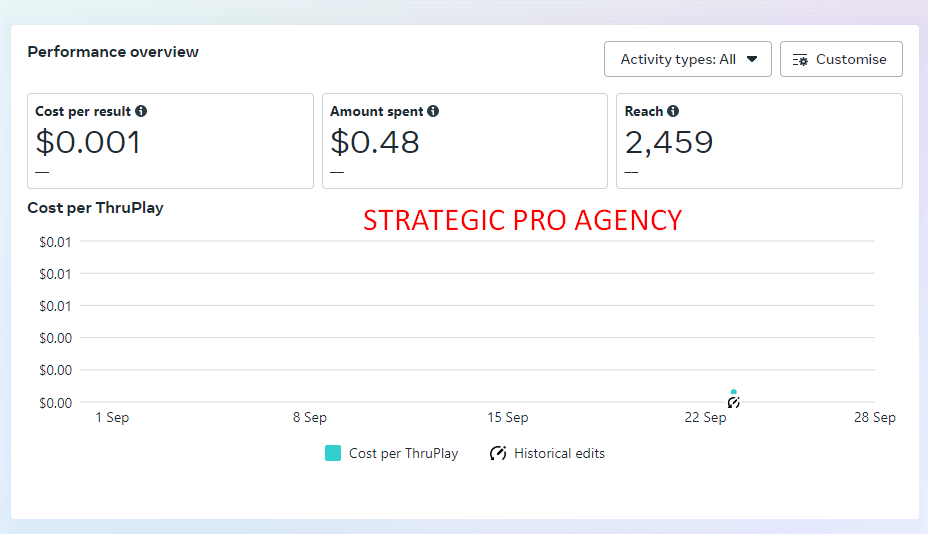 Performance overview
Activity types: All
Customise
Cost per result
$0.001
—
Amount spent
$0.48
—
Reach
2,459
—
Cost per ThruPlay
STRATEGIC PRO AGENCY
$0.01
$0.01
$0.01
$0.00
$0.00
$0.00
1 Sep 8 Sep 15 Sep 22 Sep 28 Sep
Cost per ThruPlay Historical edits